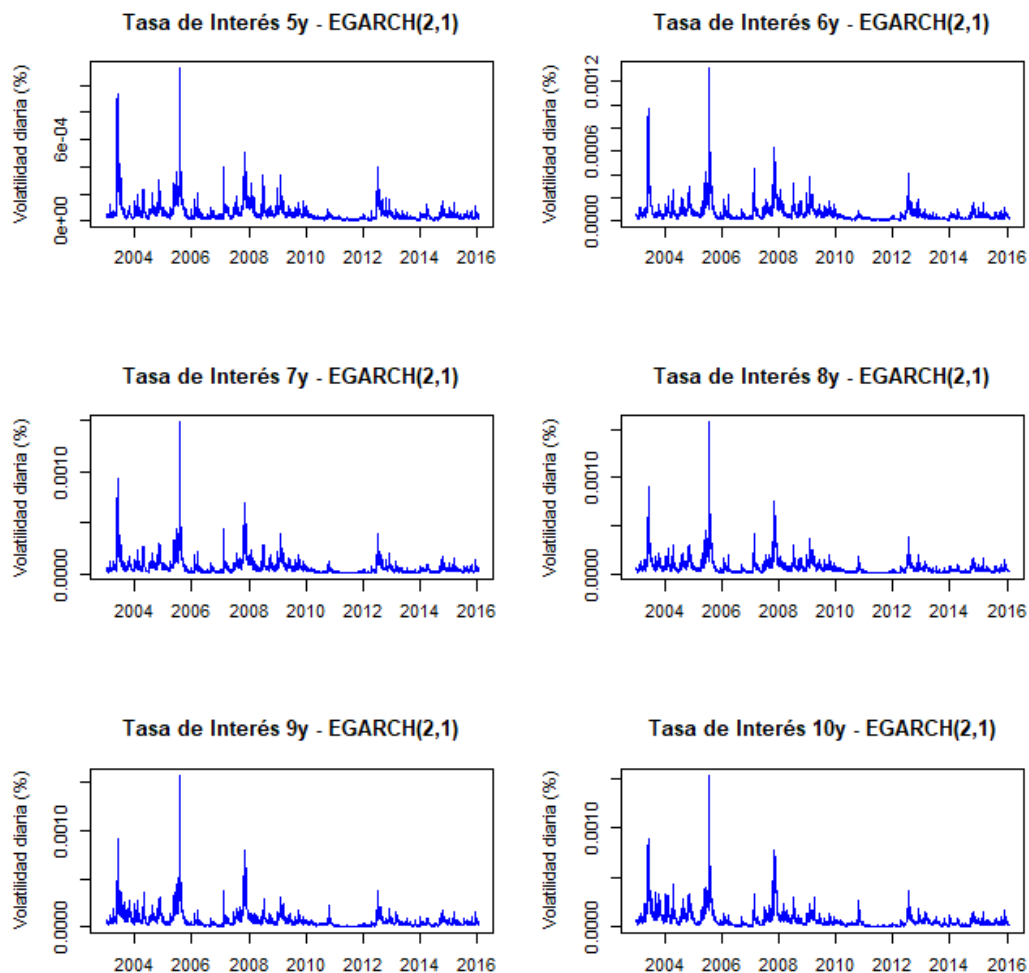 Tasa de Interés 5y - EGARCH(2,1)
Volatilidad diaria (%)
6e-04
0e+00
2004 2006 2008 2010 2012 2014 2016
Tasa de Interés 6y - EGARCH(2,1)
Volatilidad diaria (%)
0.0012
0.0006
0.0000
2004 2006 2008 2010 2012 2014 2016
Tasa de Interés 7y - EGARCH(2,1)
Volatilidad diaria (%)
0.0010
0.0000
2004 2006 2008 2010 2012 2014 2016
Tasa de Interés 8y - EGARCH(2,1)
Volatilidad diaria (%)
0.0010
0.0000
2004 2006 2008 2010 2012 2014 2016
Tasa de Interés 9y - EGARCH(2,1)
Volatilidad diaria (%)
0.0010
0.0000
2004 2006 2008 2010 2012 2014 2016
Tasa de Interés 10y - EGARCH(2,1)
Volatilidad diaria (%)
0.0010
0.0000
2004 2006 2008 2010 2012 2014 2016